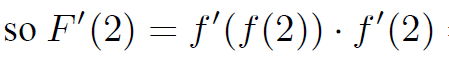 so F′(2) = f′(f(2)) · f′(2)